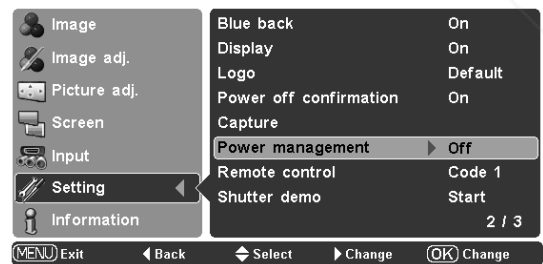 Image
Image adj.
Picture adj.
Screen
Input
Setting
Information
Blue back On
Display On
Logo Default
Power off confirmation On
Capture
Power management Off
Remote control Code 1
Shutter demo Start
2 / 3
MENU Exit Back Select Change OK Change